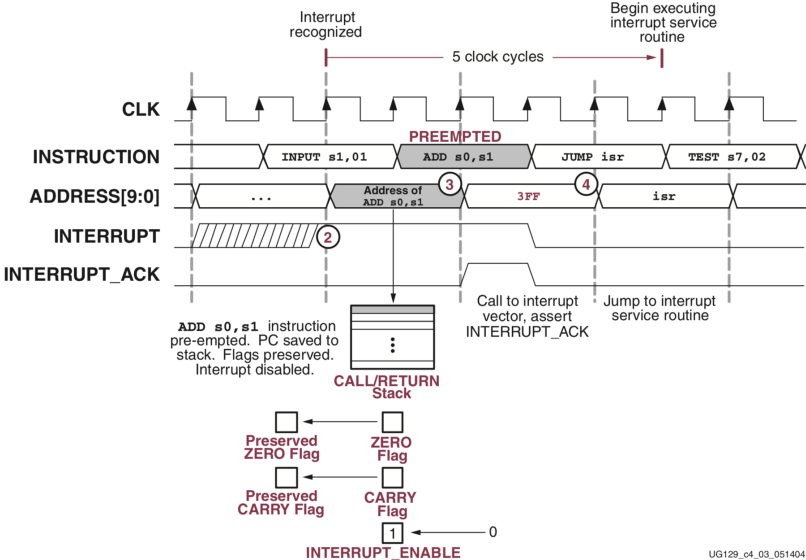 Interrupt
recognized
Begin executing
interrupt service
routine
5 clock cycles
CLK
PREEMPTED
INSTRUCTION
INPUT s1,01
ADD s0,s1
JUMP isr
TEST s7,02
ADDRESS[9:0]
...
Address of
ADD s0,s1
3
3FF
4
isr
INTERRUPT
2
INTERRUPT_ACK
ADD s0,s1 instruction
pre-empted. PC saved to
stack. Flags preserved.
Interrupt disabled.
Call to interrupt
vector, assert
INTERRUPT_ACK
Jump to interrupt
service routine
CALL/RETURN
Stack
Preserved
ZERO Flag
ZERO
Flag
Preserved
CARRY Flag
CARRY
Flag
1
0
INTERRUPT_ENABLE
UG129_c4_03_051404